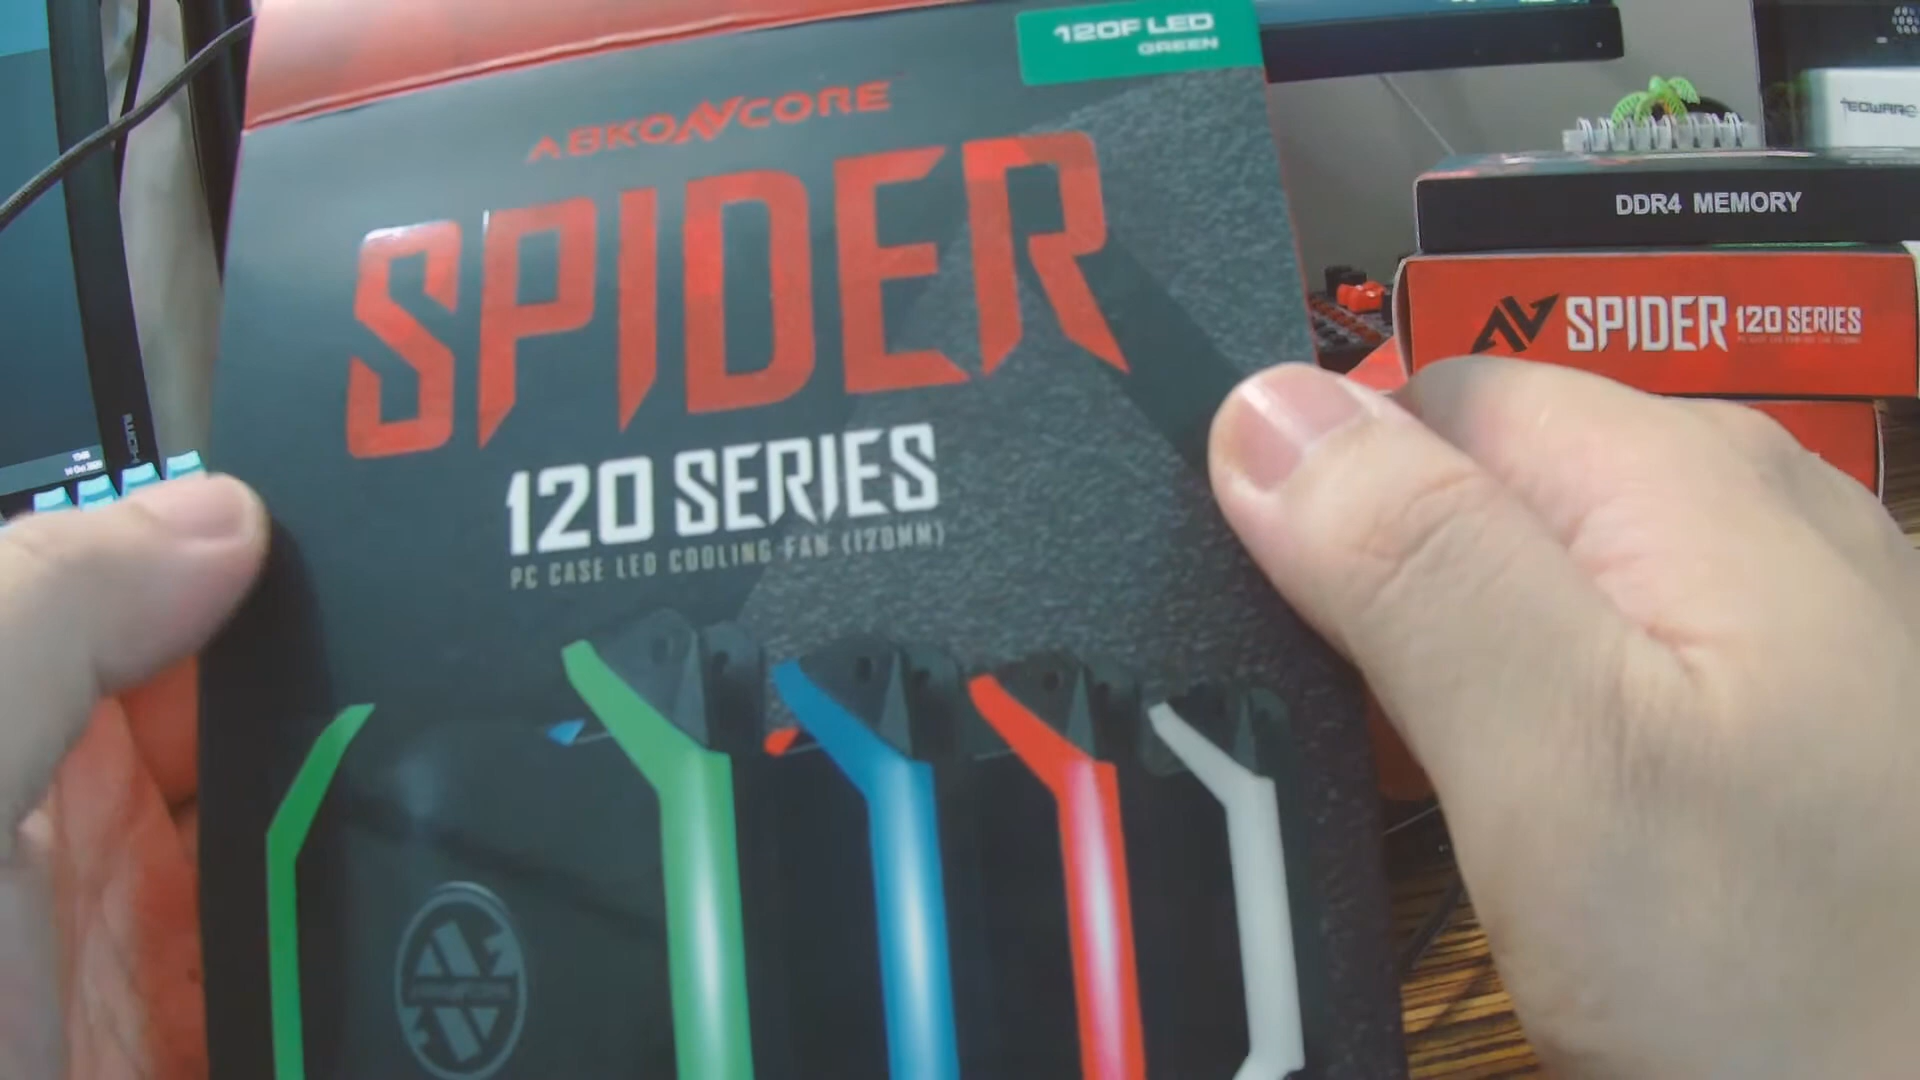 120F LED
GREEN
ABKONCORE
SPIDER
120 SERIES
PC CASE LED COOLING FAN (120MM)
TECWARE
DDR4 MEMORY
SPIDER 120 SERIES